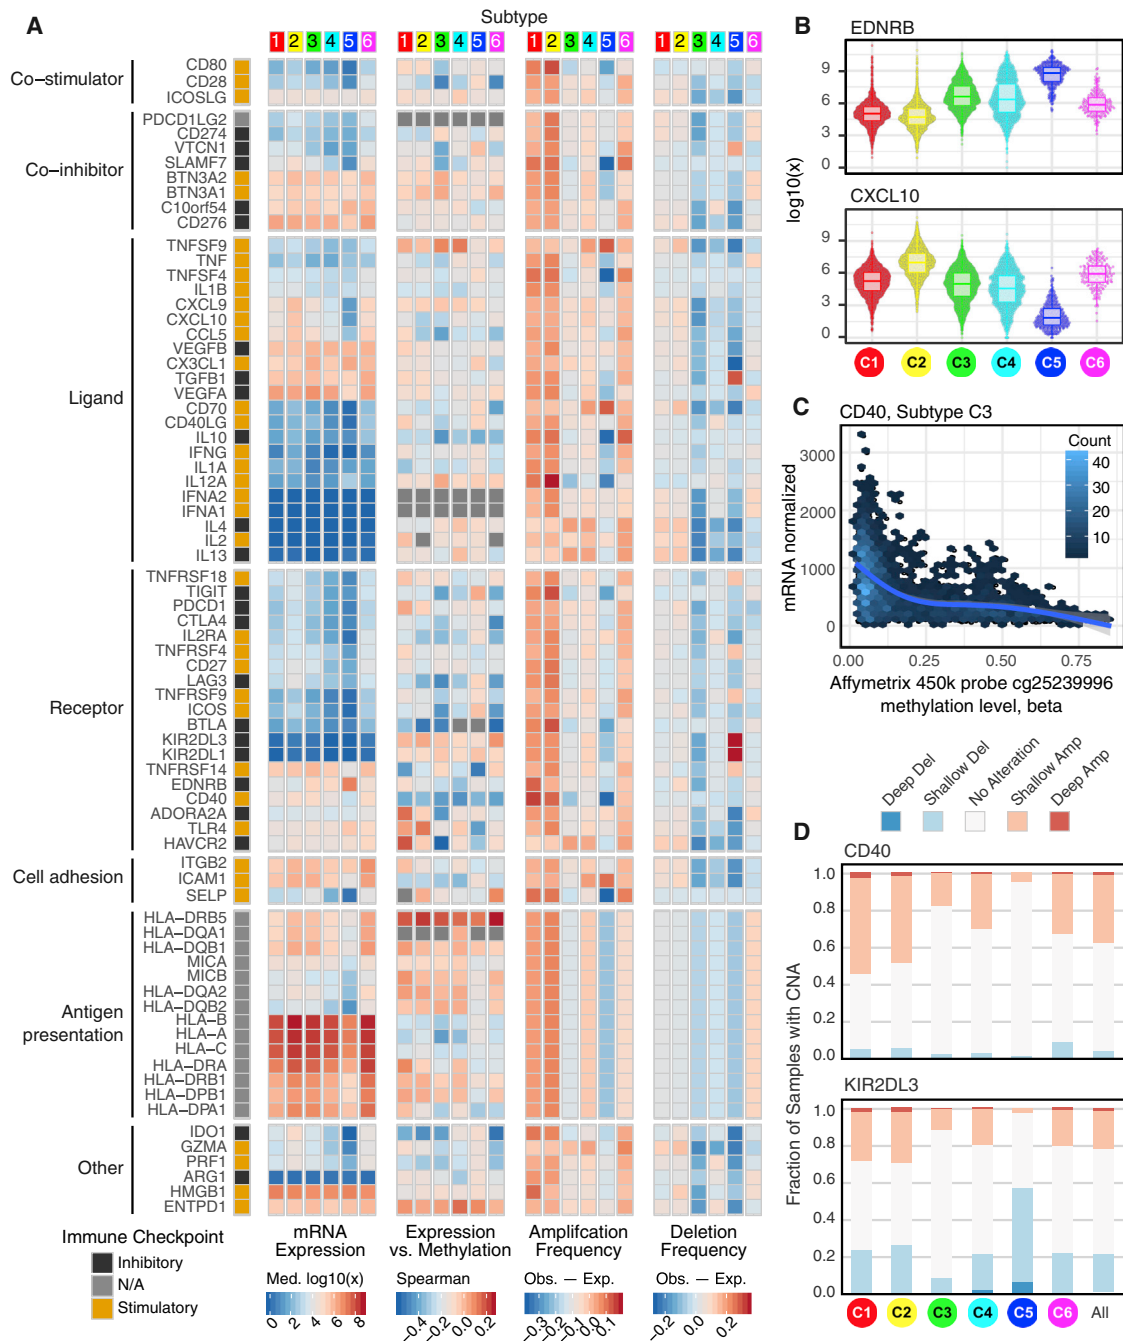 A
Subtype
1 2 3 4 5 6 1 2 3 4 5 6 1 2 3 4 5 6 1 2 3 4 5 6
Co−stimulator
CD80
CD28
ICOSLG
Co−inhibitor
PDCD1LG2
CD274
VTCN1
SLAMF7
BTN3A2
BTN3A1
C10orf54
CD276
Ligand
TNFSF9
TNF
TNFSF4
IL1B
CXCL9
CXCL10
CCL5
VEGFB
CX3CL1
TGFB1
VEGFA
CD70
CD40LG
IL10
IFNG
IL1A
IL12A
IFNA2
IFNA1
IL4
IL2
IL13
Receptor
TNFRSF18
TIGIT
PDCD1
CTLA4
IL2RA
TNFRSF4
CD27
LAG3
TNFRSF9
ICOS
BTLA
KIR2DL3
KIR2DL1
TNFRSF14
EDNRB
CD40
ADORA2A
TLR4
HAVCR2
Cell adhesion
ITGB2
ICAM1
SELP
Antigen
presentation
HLA−DRB5
HLA−DQA1
HLA−DQB1
MICA
MICB
HLA−DQA2
HLA−DQB2
HLA−B
HLA−A
HLA−C
HLA−DRA
HLA−DRB1
HLA−DPB1
HLA−DPA1
Other
IDO1
GZMA
PRF1
ARG1
HMGB1
ENTPD1
Immune Checkpoint
Inhibitory
N/A
Stimulatory
mRNA
Expression
Med. log10(x)
0 2 4 6 8
Expression
vs. Methylation
Spearman
−0.4 −0.2 0.0 0.2
Amplifcation
Frequency
Obs. − Exp.
−0.3 −0.2 −0.1 0.0 0.1
Deletion
Frequency
Obs. − Exp.
−0.2 0.0 0.2
B
EDNRB
9
6
3
0
log10(x)
CXCL10
9
6
3
0
C1 C2 C3 C4 C5 C6
C
CD40, Subtype C3
mRNA normalized
3000
2000
1000
0
Count
40
30
20
10
0.00 0.25 0.50 0.75
Affymetrix 450k probe cg25239996
methylation level, beta
Deep Del
Shallow Del
No Alteration
Shallow Amp
Deep Amp
D
CD40
1.0
0.8
0.6
0.4
0.2
0.0
Fraction of Samples with CNA
KIR2DL3
1.0
0.8
0.6
0.4
0.2
0.0
C1 C2 C3 C4 C5 C6 All